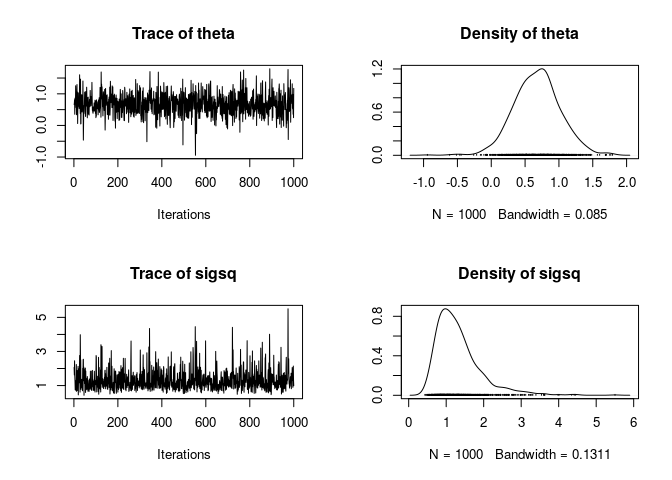 Trace of theta
1.0
0.0
-1.0
0 200 400 600 800 1000
Iterations
Density of theta
1.2
0.6
0.0
-1.0 -0.5 0.0 0.5 1.0 1.5 2.0
N = 1000 Bandwidth = 0.085
Trace of sigsq
5
3
1
0 200 400 600 800 1000
Iterations
Density of sigsq
0.8
0.4
0.0
0 1 2 3 4 5 6
N = 1000 Bandwidth = 0.1311